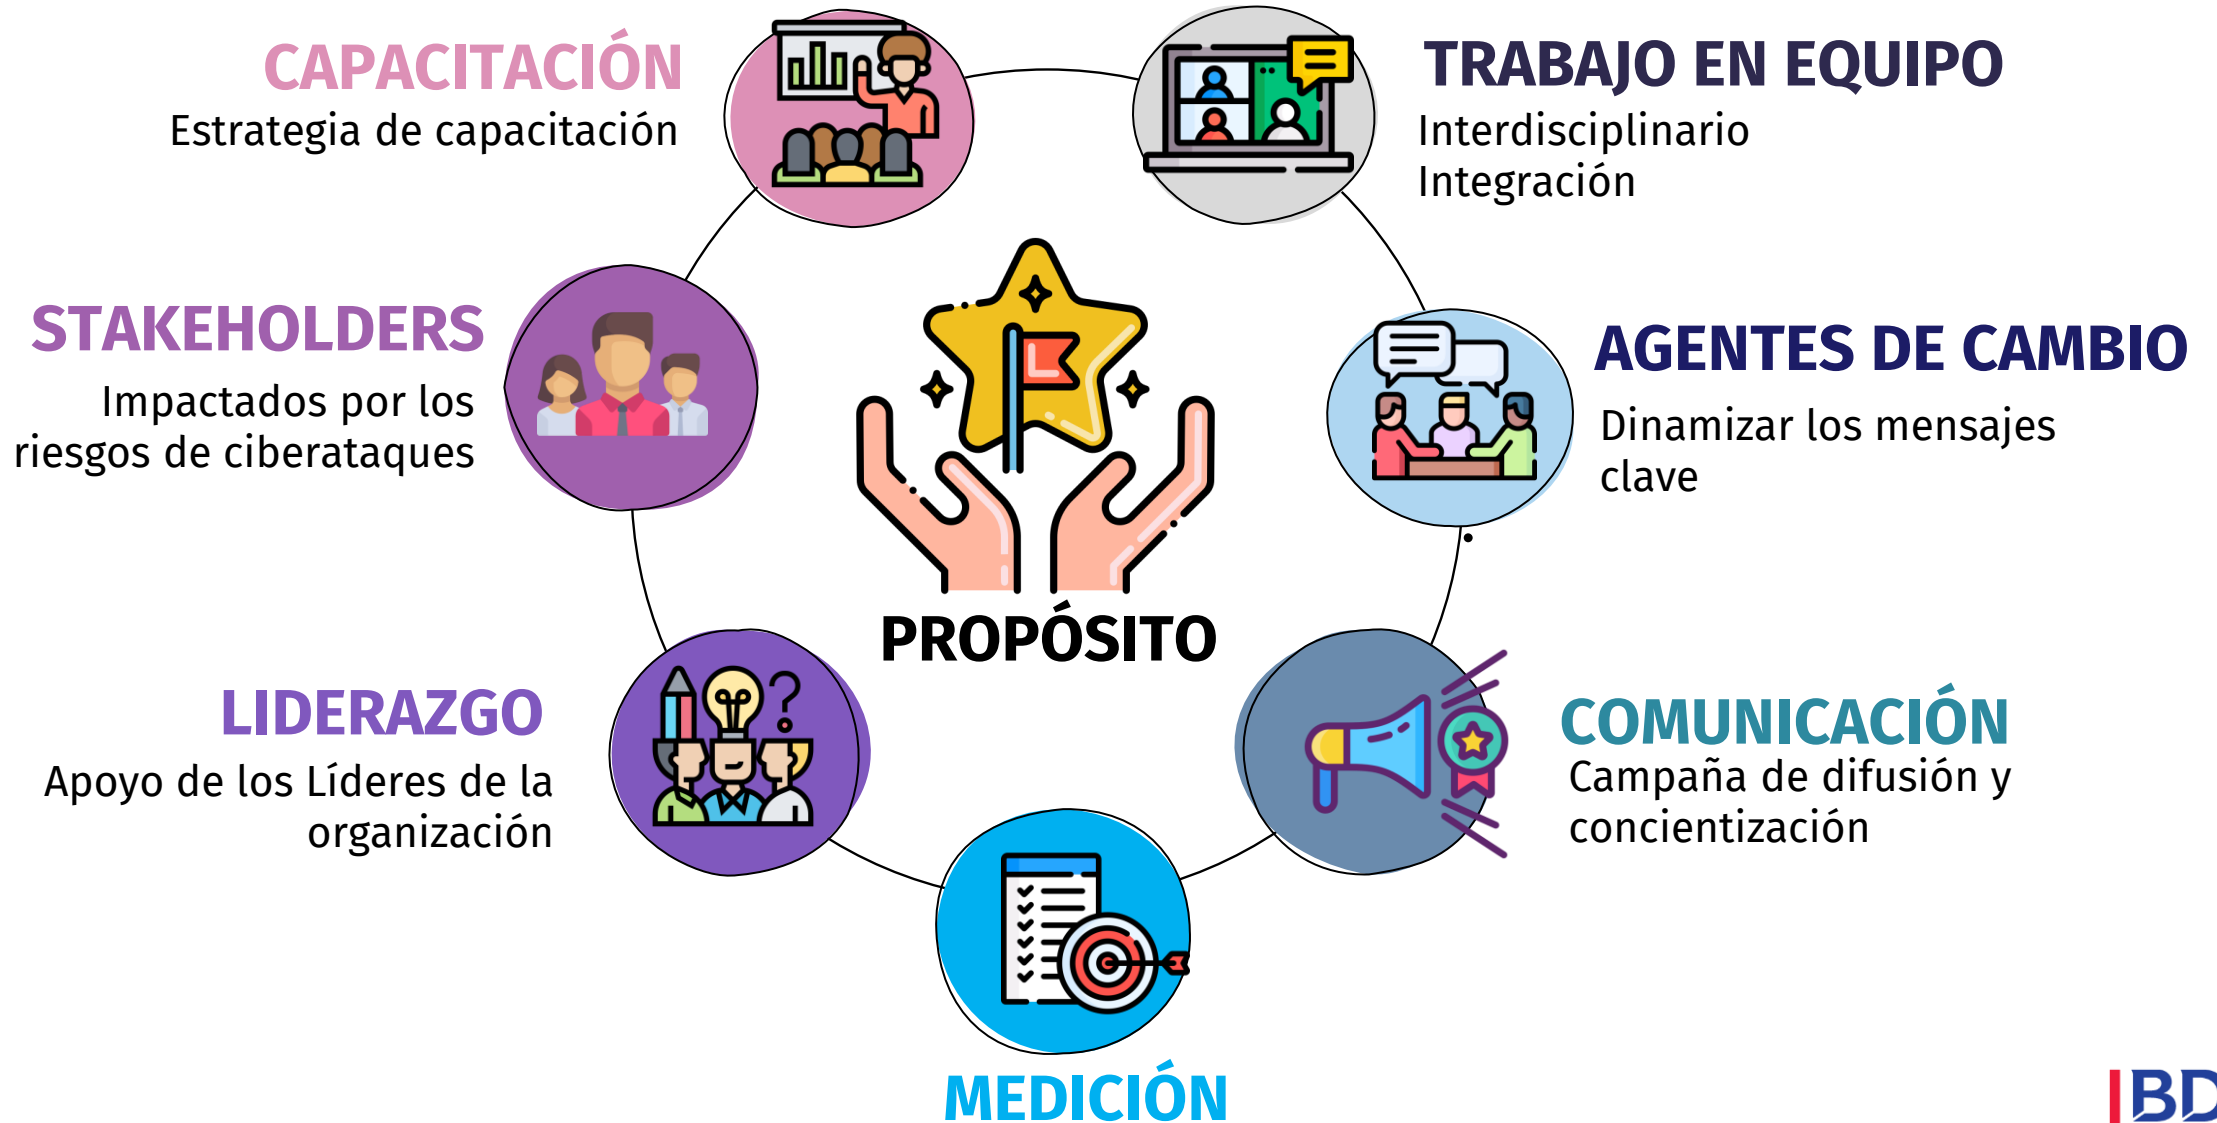 CAPACITACIÓN
Estrategia de capacitación
TRABAJO EN EQUIPO
Interdisciplinario
Integración
STAKEHOLDERS
Impactados por los
riesgos de ciberataques
AGENTES DE CAMBIO
Dinamizar los mensajes
clave
PROPÓSITO
LIDERAZGO
Apoyo de los Líderes de la
organización
COMUNICACIÓN
Campaña de difusión y
concientización
MEDICIÓN